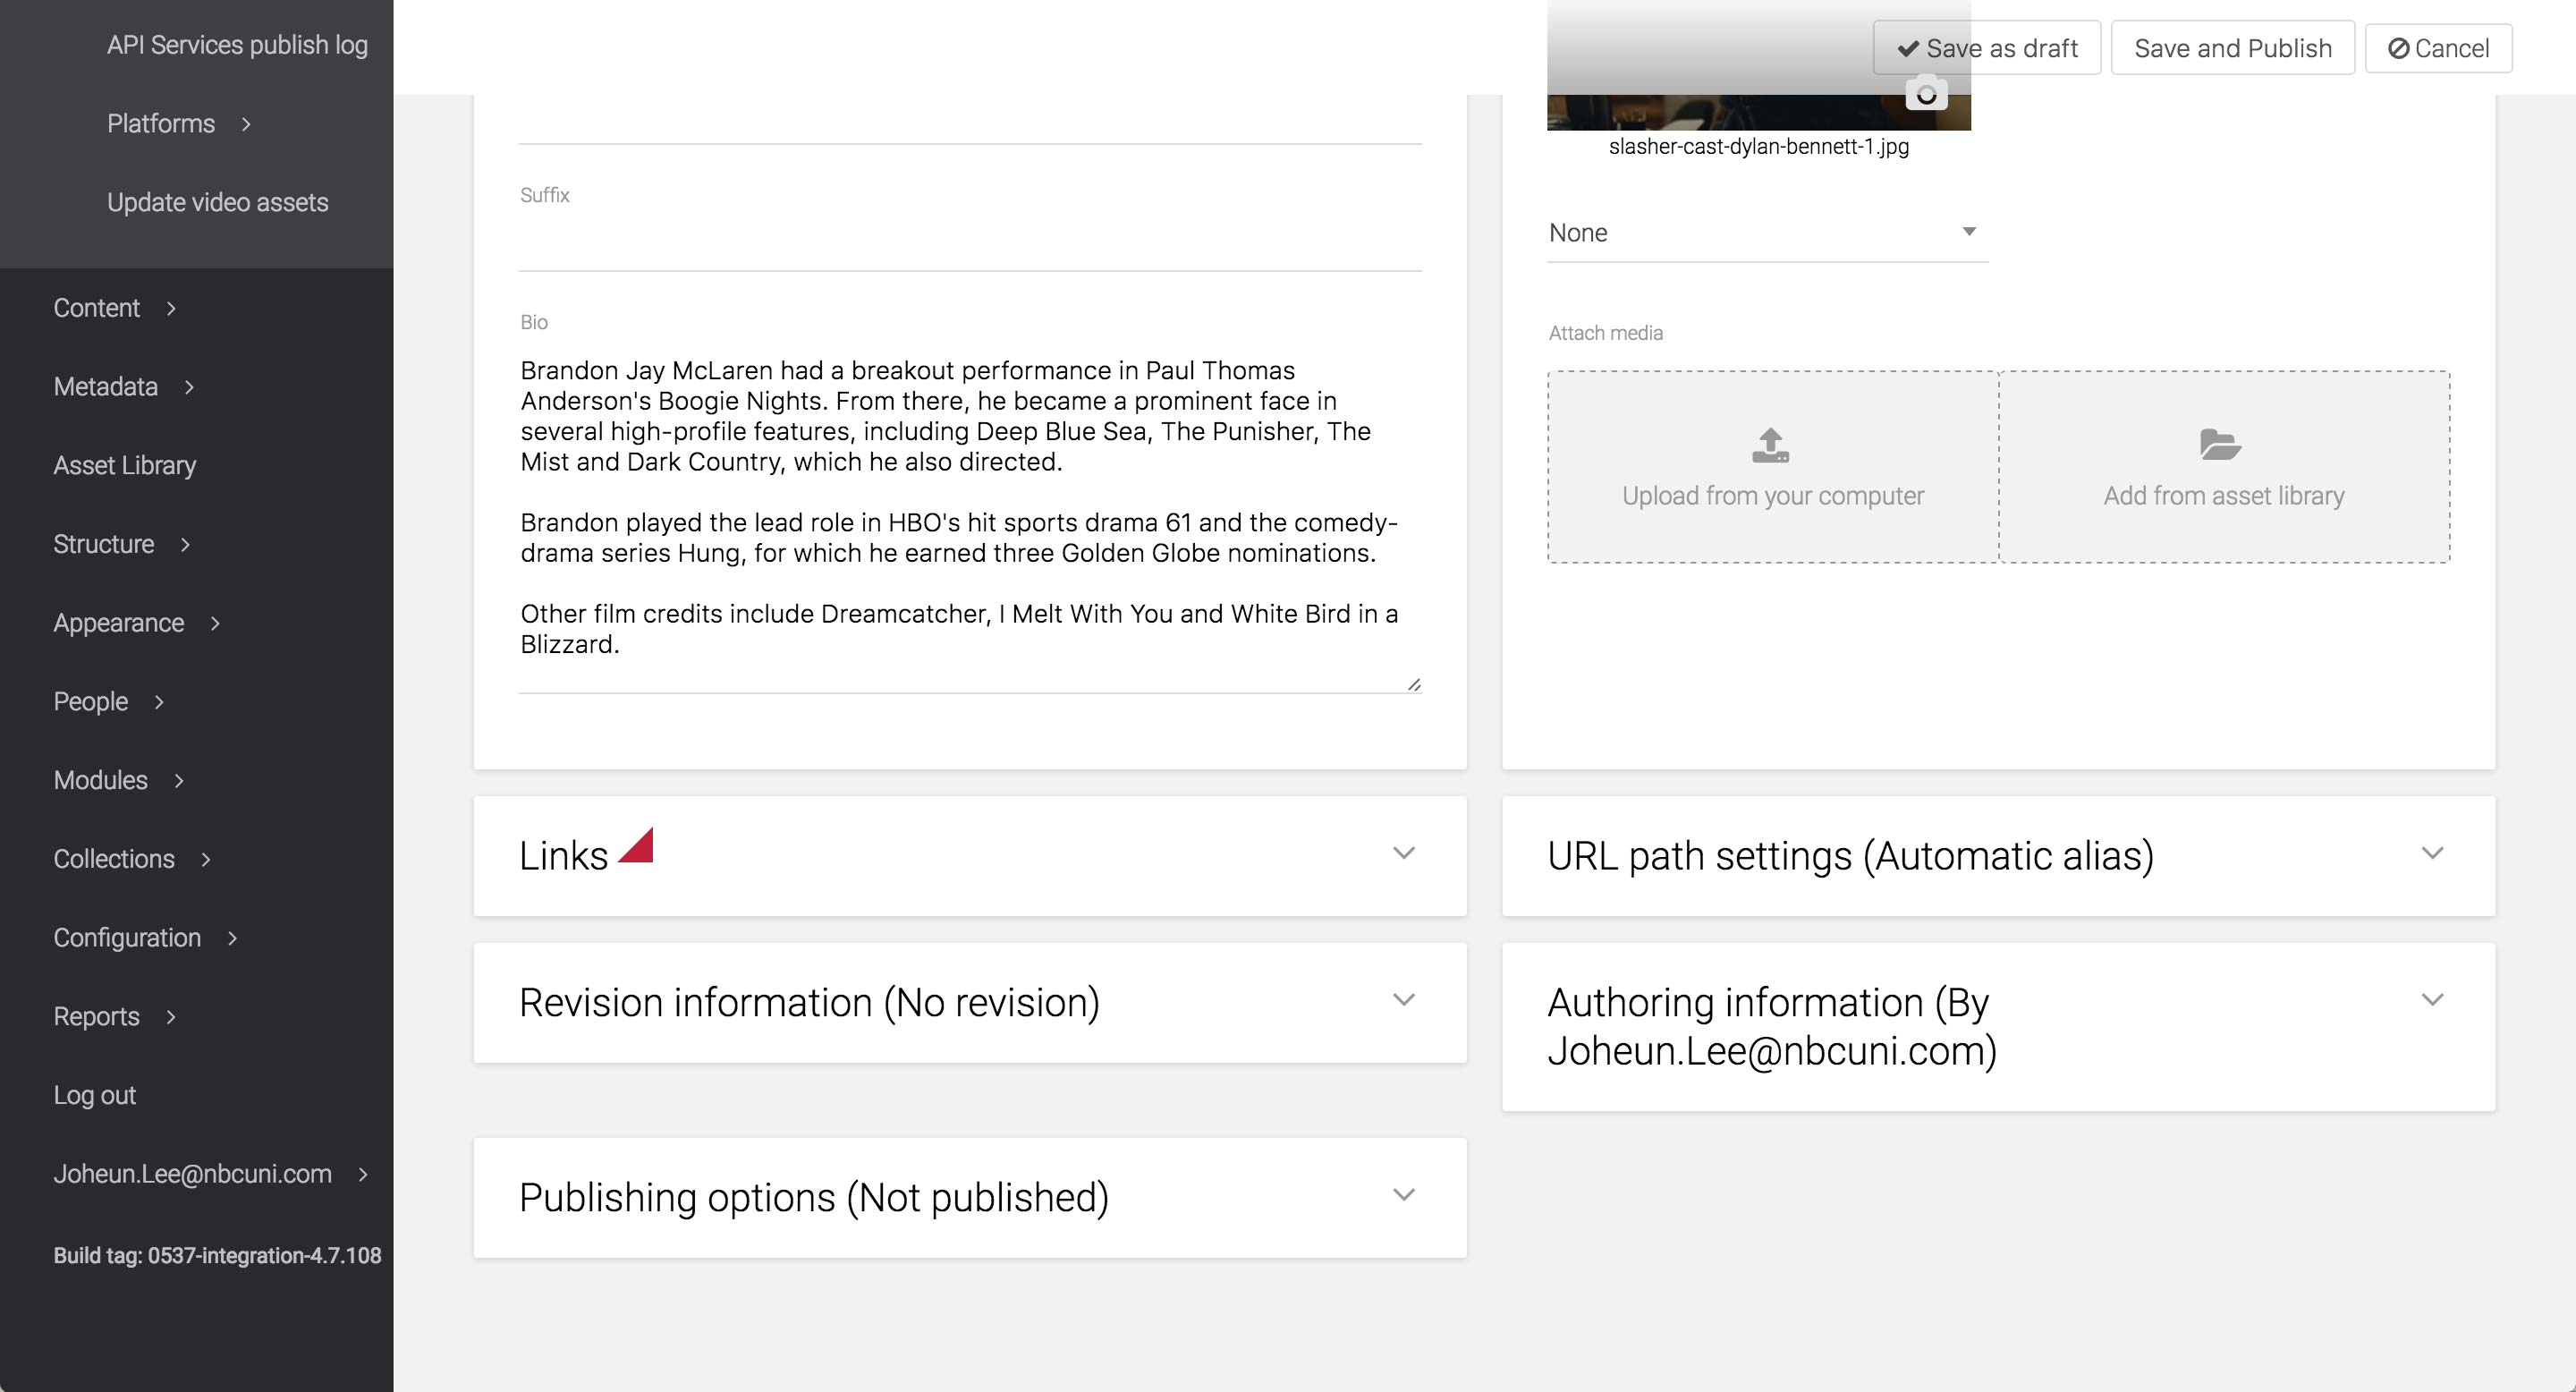 API Services publish log
Platforms
Update video assets
Content
Metadata
Asset Library
Structure
Appearance
People
Modules
Collections
Configuration
Reports
Log out
Joheun.Lee@nbcuni.com
Build tag: 0537-integration-4.7.108
Save as draft
Save and Publish
Cancel
Suffix
Bio
Brandon Jay McLaren had a breakout performance in Paul Thomas
Anderson's Boogie Nights. From there, he became a prominent face in
several high-profile features, including Deep Blue Sea, The Punisher, The
Mist and Dark Country, which he also directed.
Brandon played the lead role in HBO's hit sports drama 61 and the comedy-
drama series Hung, for which he earned three Golden Globe nominations.
Other film credits include Dreamcatcher, I Melt With You and White Bird in a
Blizzard.
slasher-cast-dylan-bennett-1.jpg
None
Attach media
Upload from your computer
Add from asset library
Links
URL path settings (Automatic alias)
Revision information (No revision)
Authoring information (By
Joheun.Lee@nbcuni.com)
Publishing options (Not published)